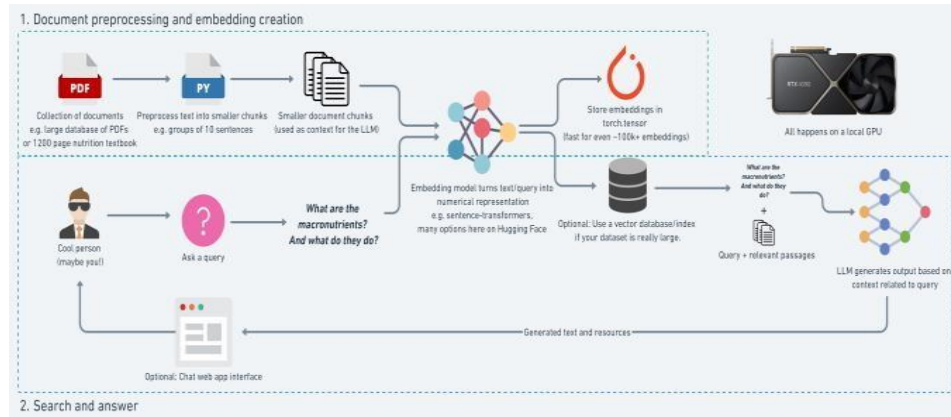 1. Document preprocessing and embedding creation
PDF
PY
Collection of documents
e.g. large database of PDFs
or 1200 page nutrition textbook
Preprocess text into smaller chunks
e.g. groups of 10 sentences
Smaller document chunks
(used as context for the LLM)
Store embeddings in
torch.tensor
(fast for even ~100k+ embeddings)
All happens on a local GPU
Embedding model turns text/query into
numerical representation
e.g. sentence-transformers,
many options here on Hugging Face
Cool person
(maybe you!)
?
Ask a query
What are the
macronutrients?
And what do they do?
Optional: Use a vector database/index
if your dataset is really large.
What are the
macronutrients?
And what do they
do?
+
Query + relevant passages
LLM generates output based on
context related to query
Generated text and resources
Optional: Chat web app interface
2. Search and answer